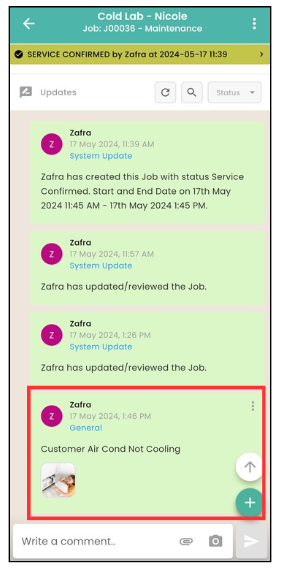 Cold Lab - Nicole
Job: J00036 - Maintenance
SERVICE CONFIRMED by Zafra at 2024-05-17 11:39
Updates
Status
Z
Zafra
17 May 2024, 11:39 AM
System Update
Zafra has created this Job with status Service
Confirmed. Start and End Date on 17th May
2024 11:45 AM - 17th May 2024 1:45 PM.
Z
Zafra
17 May 2024, 11:57 AM
System Update
Zafra has updated/reviewed the Job.
Z
Zafra
17 May 2024, 1:26 PM
System Update
Zafra has updated/reviewed the Job.
Z
Zafra
17 May 2024, 1:46 PM
General
Customer Air Cond Not Cooling
Write a comment..